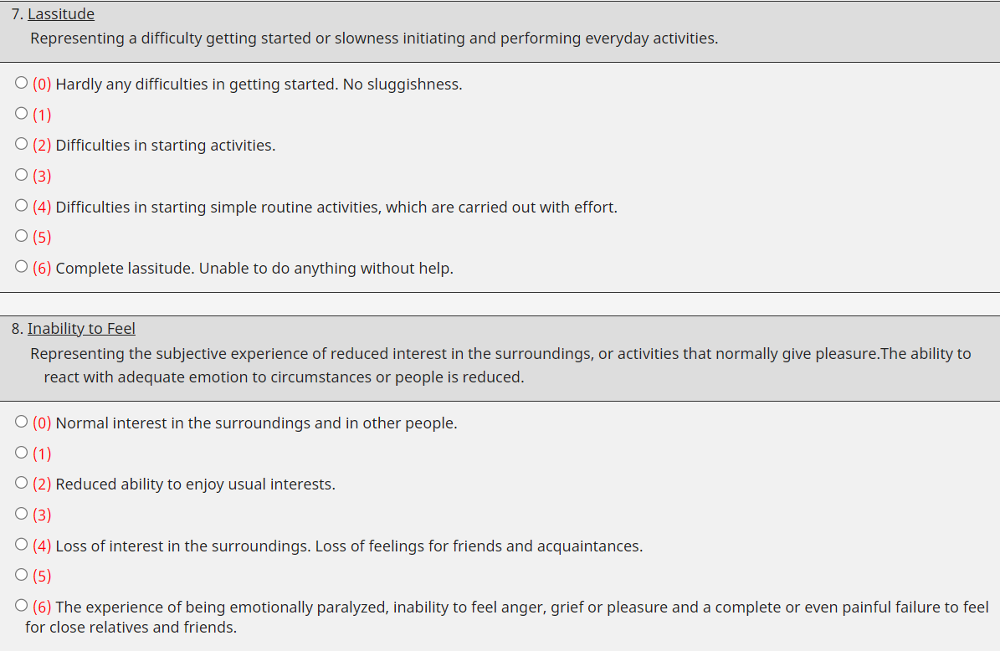 7. Lassitude
Representing a difficulty getting started or slowness initiating and performing everyday activities.
(0) Hardly any difficulties in getting started. No sluggishness.
(1)
(2) Difficulties in starting activities.
(3)
(4) Difficulties in starting simple routine activities, which are carried out with effort.
(5)
(6) Complete lassitude. Unable to do anything without help.
8. Inability to Feel
Representing the subjective experience of reduced interest in the surroundings, or activities that normally give pleasure.The ability to
react with adequate emotion to circumstances or people is reduced.
(0) Normal interest in the surroundings and in other people.
(1)
(2) Reduced ability to enjoy usual interests.
(3)
(4) Loss of interest in the surroundings. Loss of feelings for friends and acquaintances.
(5)
(6) The experience of being emotionally paralyzed, inability to feel anger, grief or pleasure and a complete or even painful failure to feel
for close relatives and friends.